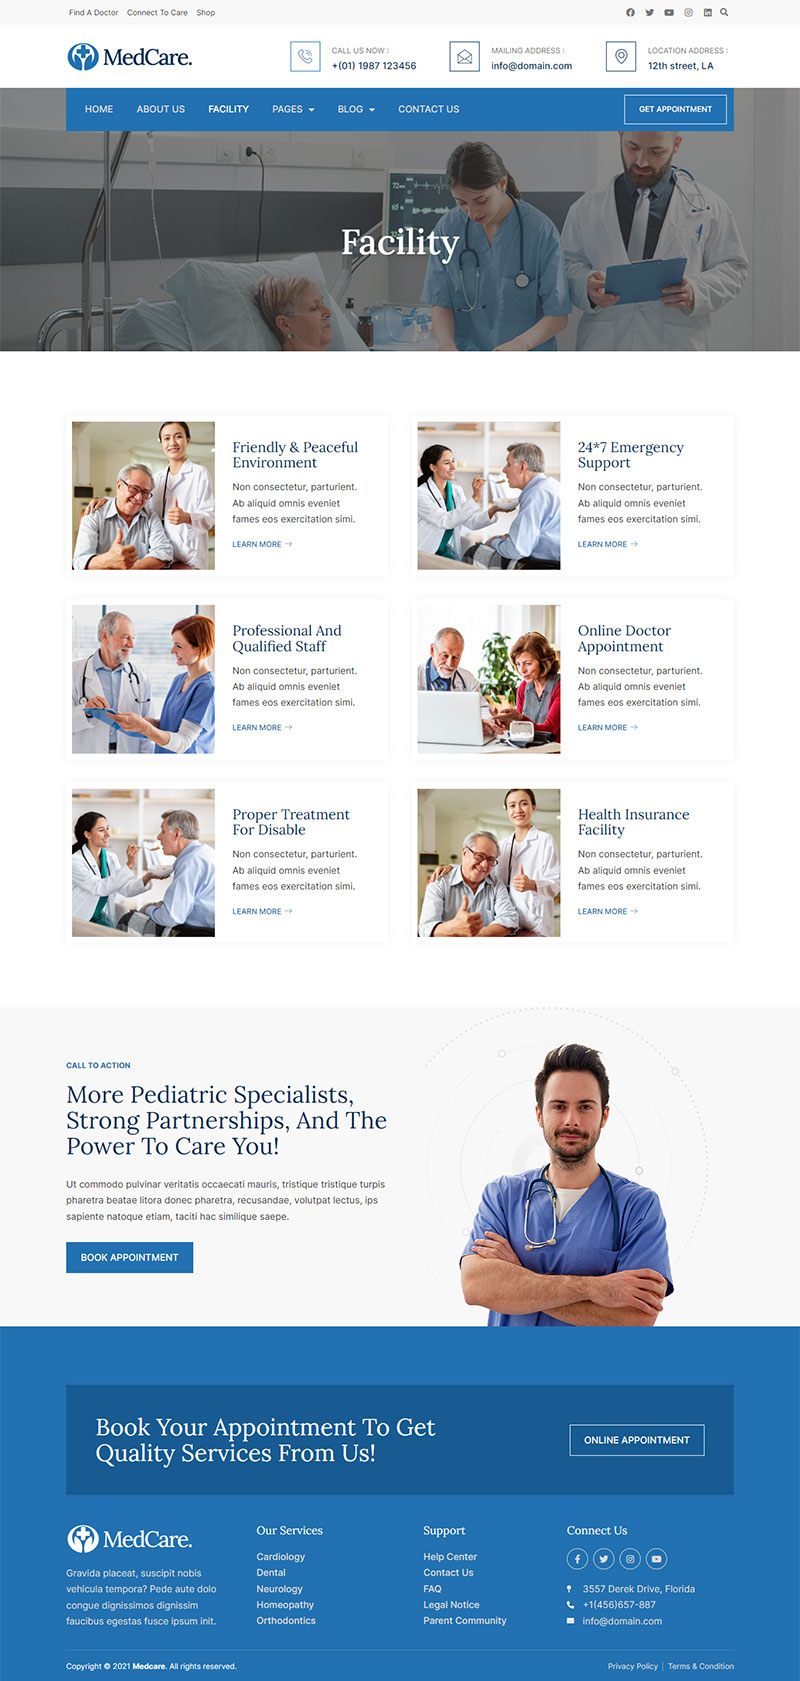 Find A Doctor Connect To Care Shop
MedCare.
CALL US NOW :
+(01) 1987 123456
MAILING ADDRESS :
info@domain.com
LOCATION ADDRESS :
12th street, LA
HOME ABOUT US FACILITY PAGES BLOG CONTACT US GET APPOINTMENT
72
Facility
Friendly & Peaceful
Environment
Non consectetur, parturient.
Ab aliquid omnis eveniet
fames eos exercitation simi.
LEARN MORE
24*7 Emergency
Support
Non consectetur, parturient.
Ab aliquid omnis eveniet
fames eos exercitation simi.
LEARN MORE
Professional And
Qualified Staff
Non consectetur, parturient.
Ab aliquid omnis eveniet
fames eos exercitation simi.
LEARN MORE
Online Doctor
Appointment
Non consectetur, parturient.
Ab aliquid omnis eveniet
fames eos exercitation simi.
LEARN MORE
Proper Treatment
For Disable
Non consectetur, parturient.
Ab aliquid omnis eveniet
fames eos exercitation simi.
LEARN MORE
Health Insurance
Facility
Non consectetur, parturient.
Ab aliquid omnis eveniet
fames eos exercitation simi.
LEARN MORE
CALL TO ACTION
More Pediatric Specialists,
Strong Partnerships, And The
Power To Care You!
Ut commodo pulvinar veritatis occaecati mauris, tristique tristique turpis
pharetra beatae litora donec pharetra, recusandae, volutpat lectus, ips
sapiente natoque etiam, taciti hac similique saepe.
BOOK APPOINTMENT
Book Your Appointment To Get
Quality Services From Us!
ONLINE APPOINTMENT
MedCare.
Gravida placeat, suscipit nobis
vehicula tempora? Pede aute dolo
congue dignissimos dignissim
faucibus egestas fusce ipsum init.
Our Services
Cardiology
Dental
Neurology
Homeopathy
Orthodontics
Support
Help Center
Contact Us
FAQ
Legal Notice
Parent Community
Connect Us
3557 Derek Drive, Florida
+1(456)657-887
info@domain.com
Copyright © 2021 Medcare. All rights reserved.
Privacy Policy | Terms & Condition